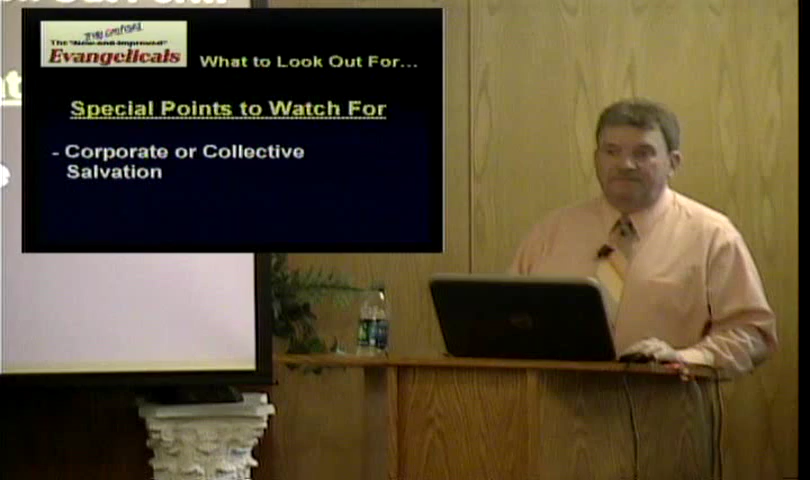 The "New and Improved"
Evangelicals
What to Look Out For...
Special Points to Watch For
- Corporate or Collective
Salvation